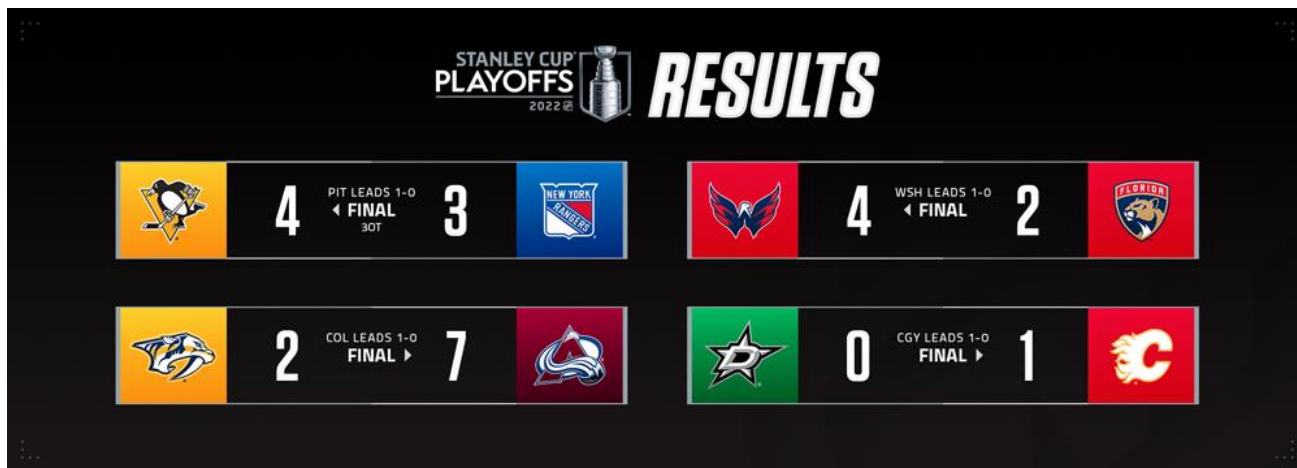 STANLEY CUP
PLAYOFFS
2022
RESULTS
4
PIT LEADS 1-0
FINAL
3OT
3
NEW YORK
RANGERS
4
WSH LEADS 1-0
FINAL
2
FLORIDA
2
COL LEADS 1-0
FINAL
7
D
0
CGY LEADS 1-0
FINAL
1
C